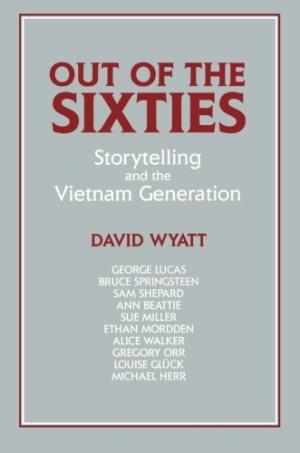 OUT OF THE
SIXTIES
Storytelling
and the
Vietnam Generation
DAVID WYATT
GEORGE LUCAS
BRUCE SPRINGSTEEN
SAM SHEPARD
ANN BEATTIE
SUE MILLER
ETHAN MORDDEN
ALICE WALKER
GREGORY ORR
LOUISE GLÜCK
MICHAEL HERR